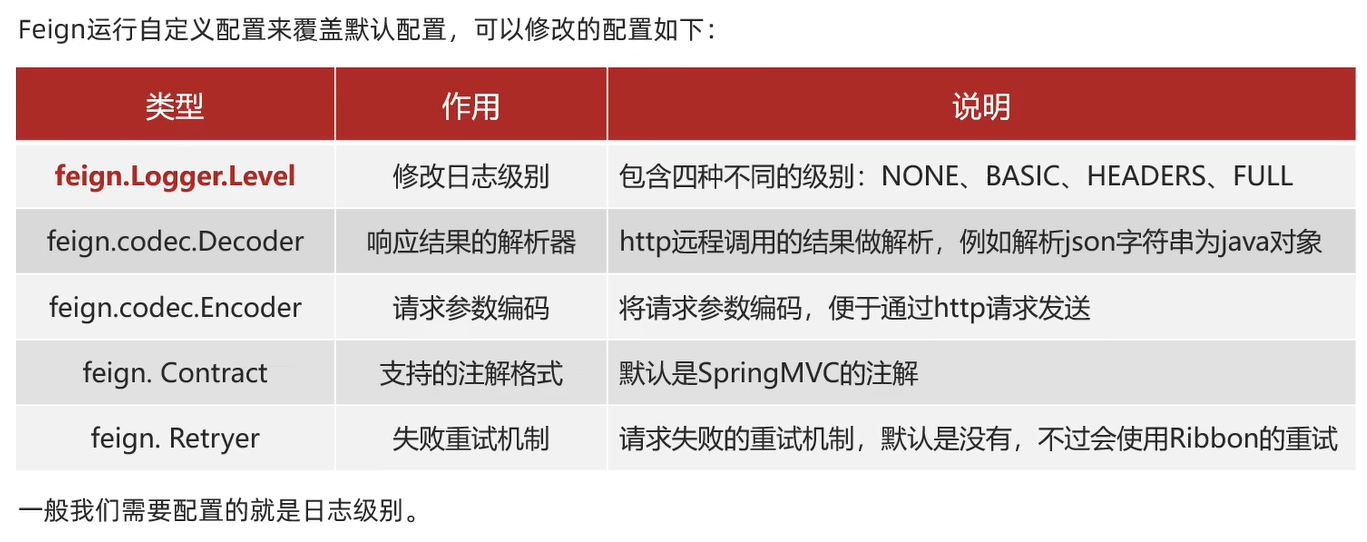 Feign运行自定义配置来覆盖默认配置，可以修改的配置如下：
类型 作用 说明
feign.Logger.Level 修改日志级别 包含四种不同的级别：NONE、BASIC、HEADERS、FULL
feign.codec.Decoder 响应结果的解析器 http远程调用的结果做解析，例如解析json字符串为java对象
feign.codec.Encoder 请求参数编码 将请求参数编码，便于通过http请求发送
feign. Contract 支持的注解格式 默认是SpringMVC的注解
feign. Retryer 失败重试机制 请求失败的重试机制，默认是没有，不过会使用Ribbon的重试
一般我们需要配置的就是日志级别。